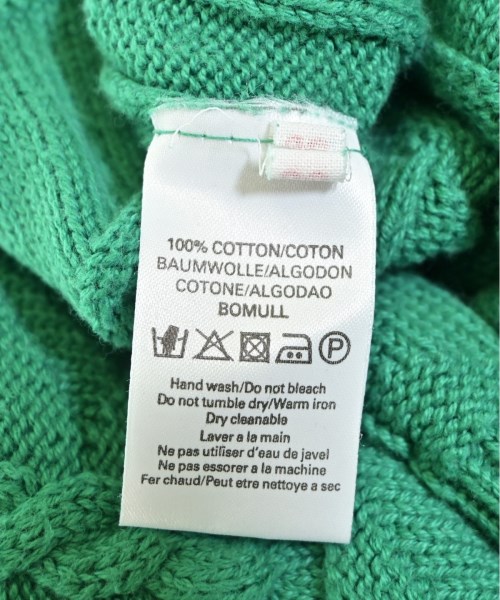 100% COTTON/COTON
BAUMWOLLE/ALGODON
COTONE/ALGODAO
BOMULL
P
Hand wash/Do not bleach
Do not tumble dry/Warm iron
Dry cleanable
Laver a la main
Ne pas utiliser d'eau de javel
Ne pas essorer a la machine
Fer chaud/Peut etre nettoye a sec